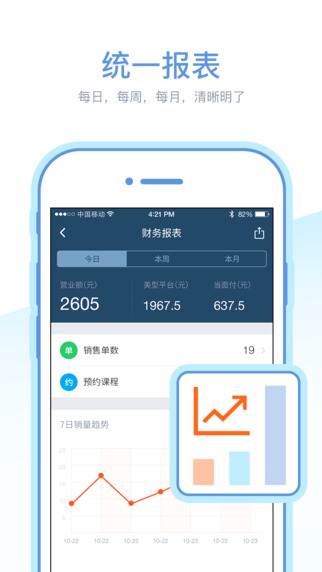 统一报表
每日，每周，每月，清晰明了
中国移动 4:21 PM 82%
财务报表
今日 本周 本月
营业额(元) 美型平台(元) 当面付(元)
2605 1967.5 637.5
单 销售单数 19
约 预约课程
7日销量趋势
25
20
15
10
5
10-22 10-22 10-22 10-22 10-23 10-23 10-23